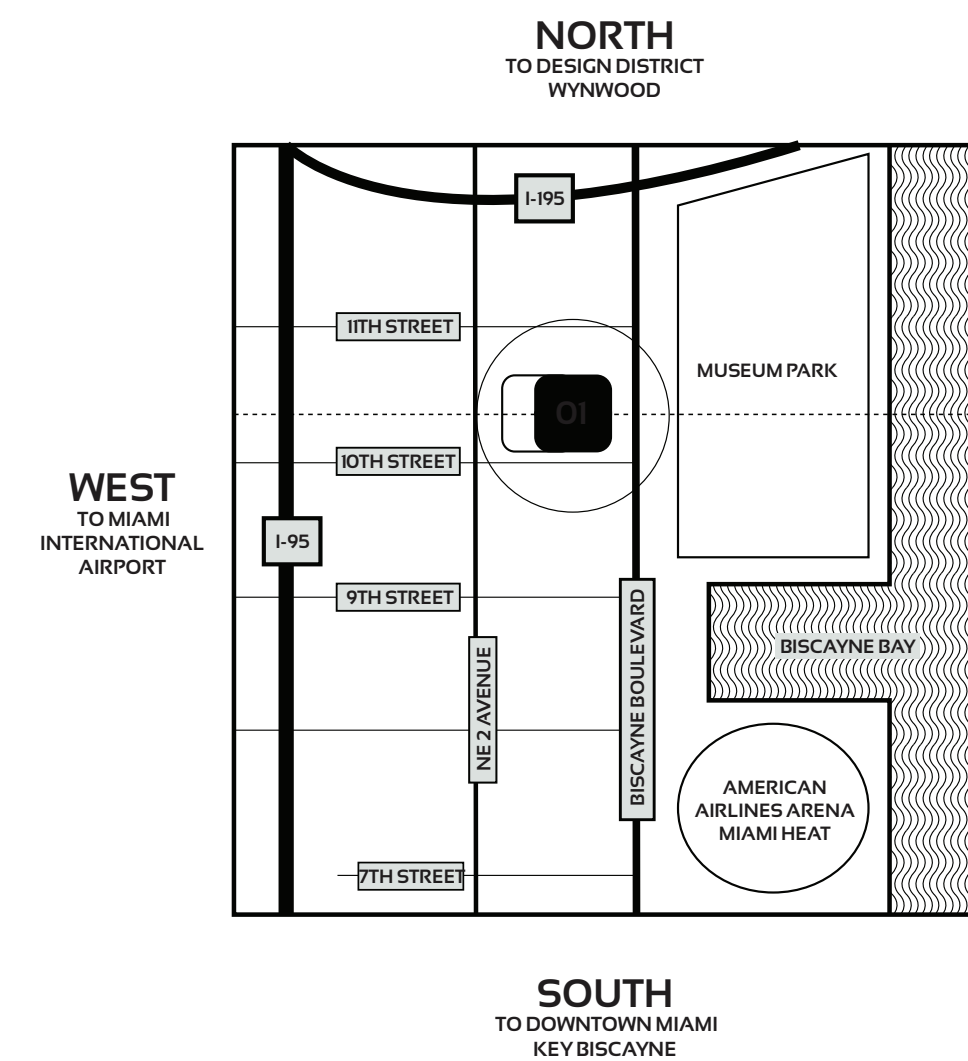 NORTH
TO DESIGN DISTRICT
WYNWOOD
I-195
11TH STREET
MUSEUM PARK
01
10TH STREET
WEST
TO MIAMI
INTERNATIONAL
AIRPORT
I-95
9TH STREET
BISCAYNE BOULEVARD
BISCAYNE BAY
NE 2 AVENUE
AMERICAN
AIRLINES ARENA
MIAMI HEAT
7TH STREET
SOUTH
TO DOWNTOWN MIAMI
KEY BISCAYNE